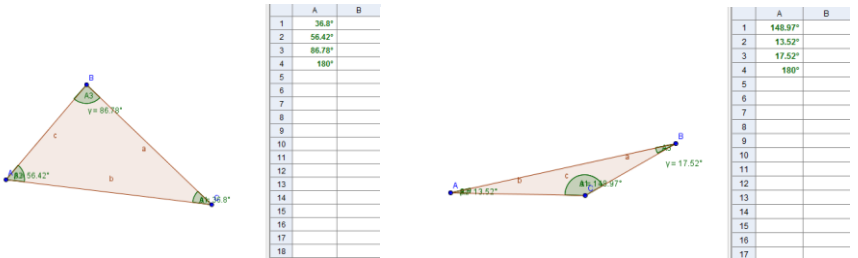 A B
1 36.8°
2 56.42°
3 86.78°
4 180°
5
6
7
8
9
10
11
12
13
14
15
16
17
18
B
A3
γ = 86.78°
c
a
b
56.42°
A B
1 148.97°
2 13.52°
3 17.52°
4 180°
5
6
7
8
9
10
11
12
13
14
15
16
17
B
a
γ = 17.52°
b
c
A
13.52°
C